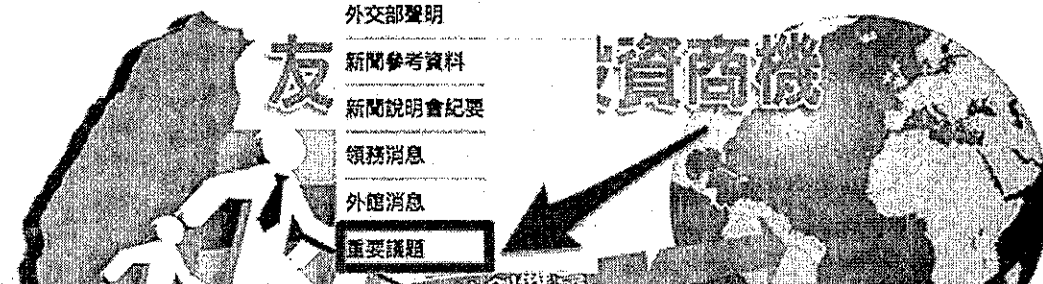 外交部聲明
友 資商機
新聞參考資料
新聞說明會紀要
領務消息
外館消息
重要議題